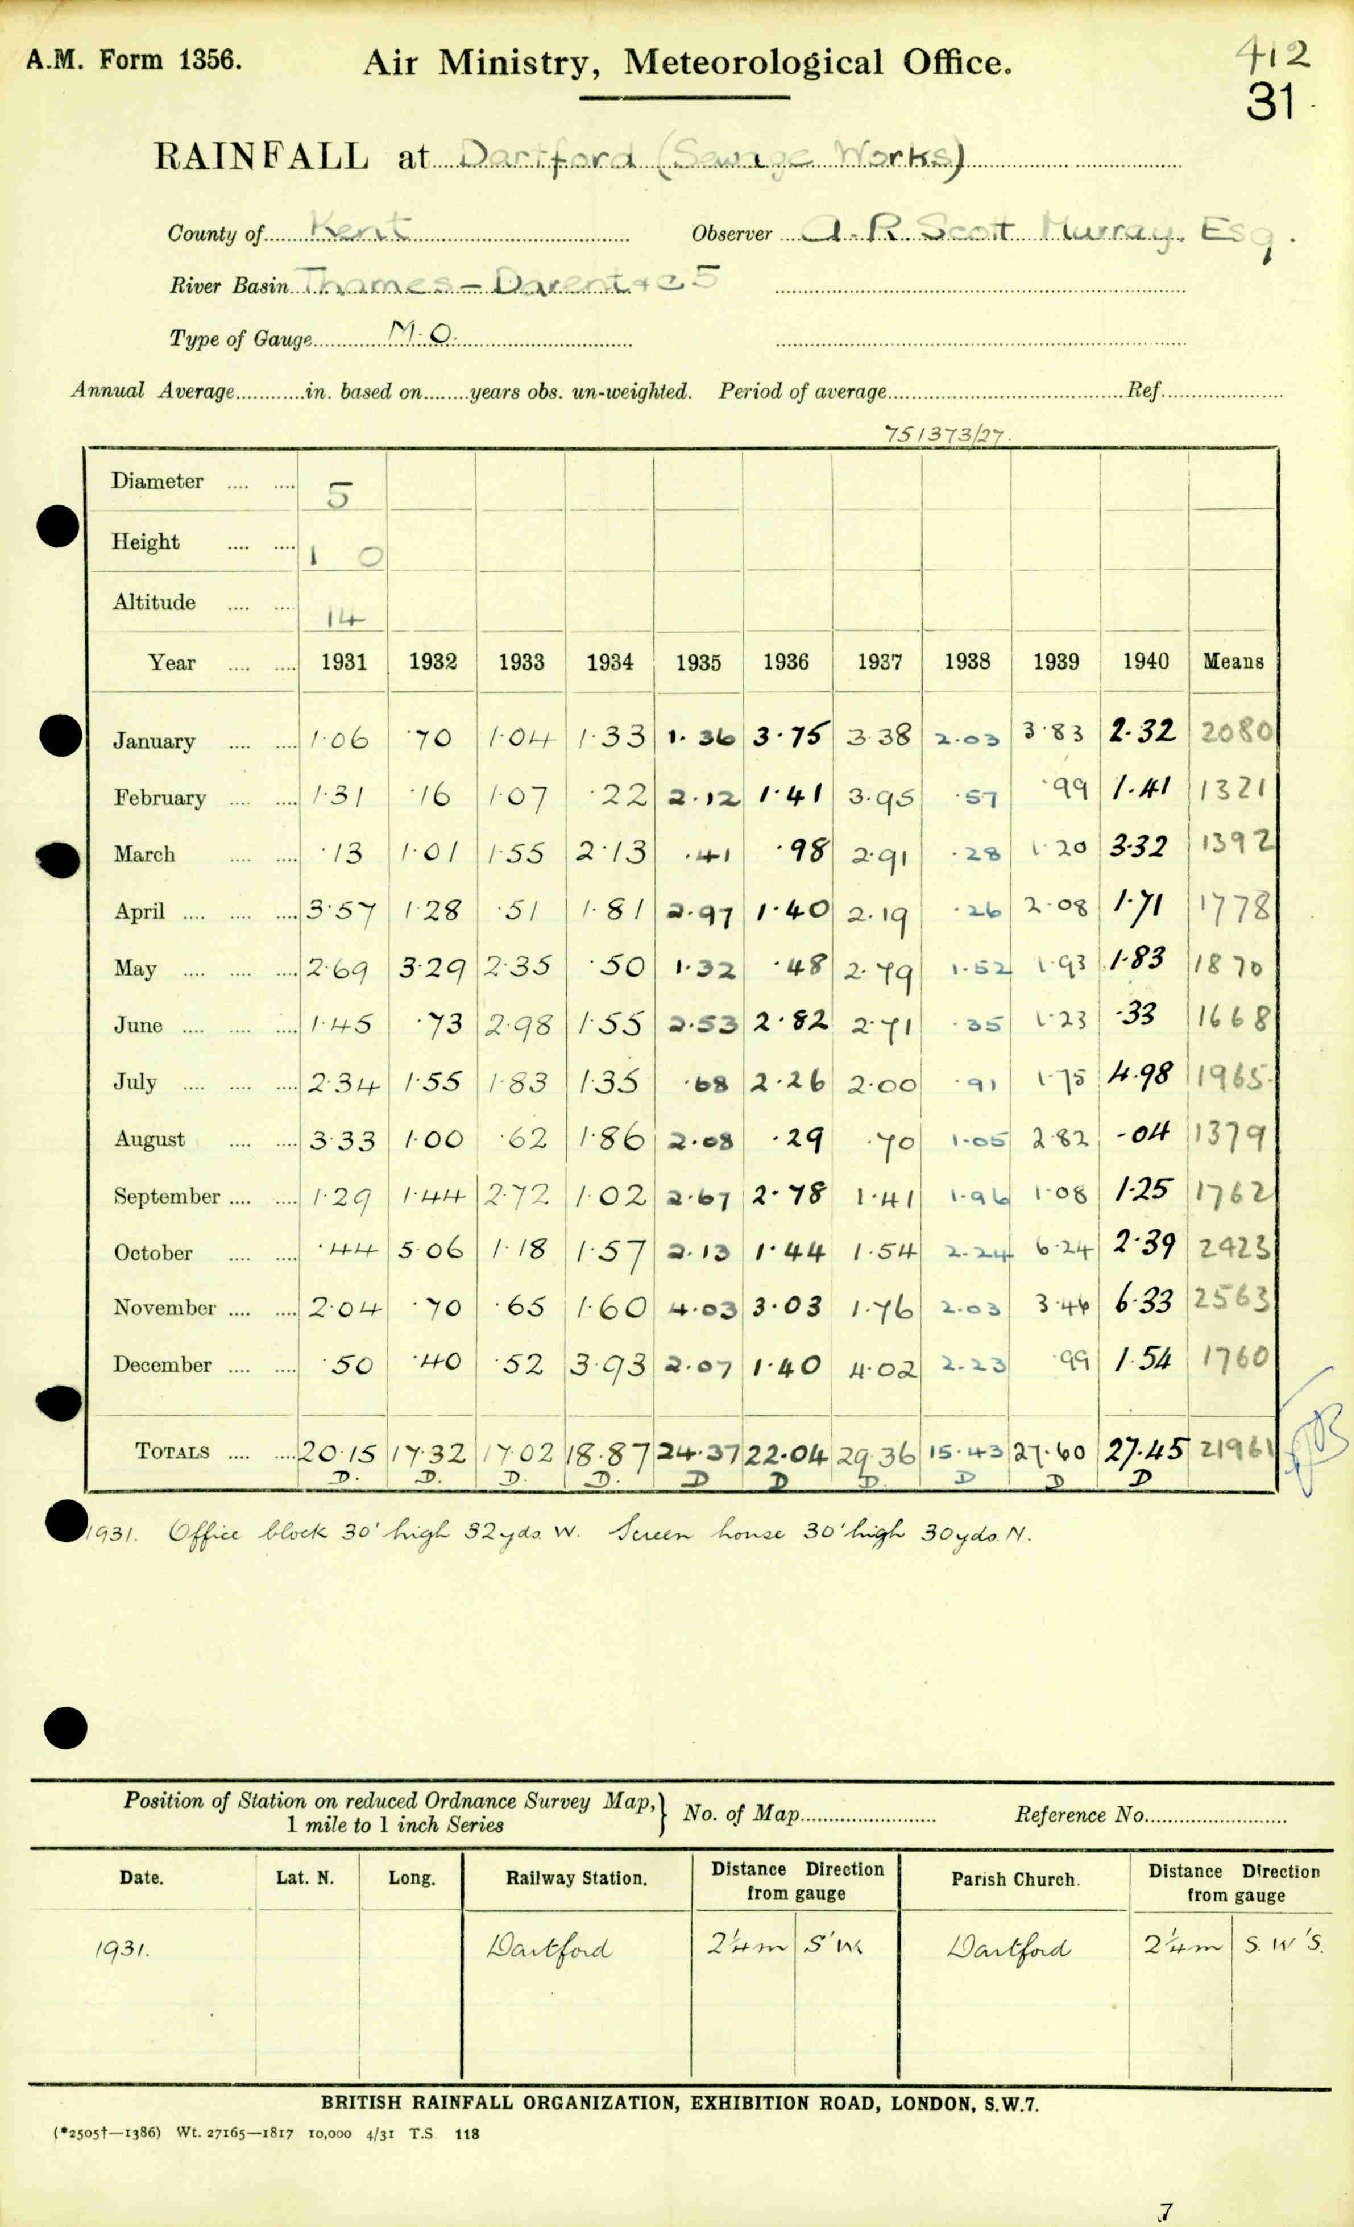 A.M. Form 1356. Air Ministry, Meteorological Office. 412
31
RAINFALL at Dartford (Sewage Works)
County of Kent Observer A. R. Scott Murray, Esq.
River Basin Thames - Darent & C5
Type of Gauge M.O.
Annual Average in. based on years obs. un-weighted. Period of average Ref.
751373/27.
Diameter 5
Height 1 0
Altitude 14
Year 1931 1932 1933 1934 1935 1936 1937 1938 1939 1940 Means
January 1.06 .70 1.04 1.33 1.36 3.75 3.38 2.03 3.83 2.32 2080
February 1.31 .16 1.07 .22 2.12 1.41 3.95 .57 .99 1.41 1321
March .13 1.01 1.55 2.13 .41 .98 2.91 .28 1.20 3.32 1392
April 3.57 1.28 .51 1.81 2.97 1.40 2.19 .26 2.08 1.71 1778
May 2.69 3.29 2.35 .50 1.32 .48 2.79 1.52 1.93 1.83 1870
June 1.45 .73 2.98 1.55 2.53 2.82 2.71 .35 1.23 .33 1668
July 2.34 1.55 1.83 1.35 .68 2.26 2.00 .91 1.75 4.98 1965
August 3.33 1.00 .62 1.86 2.08 .29 .70 1.05 2.82 .04 1379
September 1.29 1.44 2.72 1.02 2.67 2.78 1.41 1.96 1.08 1.25 1762
October .44 5.06 1.18 1.57 2.13 1.44 1.54 2.24 6.24 2.39 2423
November 2.04 .70 .65 1.60 4.03 3.03 1.76 2.03 3.46 6.33 2563
December .50 .40 .52 3.93 2.07 1.40 4.02 2.23 .99 1.54 1760
TOTALS 20.15 17.32 17.02 18.87 24.37 22.04 29.36 15.43 27.60 27.45 21961
D. D. D. D. D D D. D D D
1931. Office block 30' high 32yds. W. Screen house 30' high 30yds. N.
Position of Station on reduced Ordnance Survey Map, 1 mile to 1 inch Series } No. of Map Reference No.
Date. Lat. N. Long. Railway Station. Distance Direction from gauge Parish Church. Distance Direction from gauge
1931. Dartford 2¼m S'W Dartford 2¼m S.W'S.
BRITISH RAINFALL ORGANIZATION, EXHIBITION ROAD, LONDON, S.W.7.
(*2505†—1386) Wt. 27165—1817 10,000 4/31 T.S. 118
7